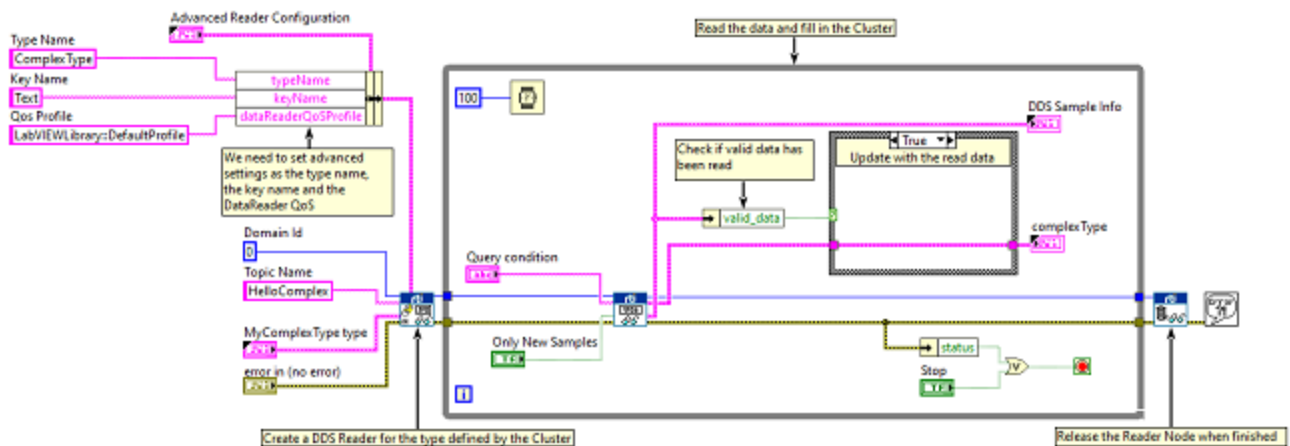 Advanced Reader Configuration
Type Name
ComplexType
Key Name
Text
Qos Profile
LabVIEWLibrary::DefaultProfile
typeName
keyName
dataReaderQoSProfile
We need to set advanced
settings as the type name,
the key name and the
DataReader QoS
Domain Id
0
Topic Name
HelloComplex
MyComplexType type
error in (no error)
Create a DDS Reader for the type defined by the Cluster
Read the data and fill in the Cluster
100
Query condition
abc
Only New Samples
TF
i
Check if valid data has
been read
valid_data
True
Update with the read data
?
DDS Sample Info
complexType
status
Stop
TF
Release the Reader Node when finished